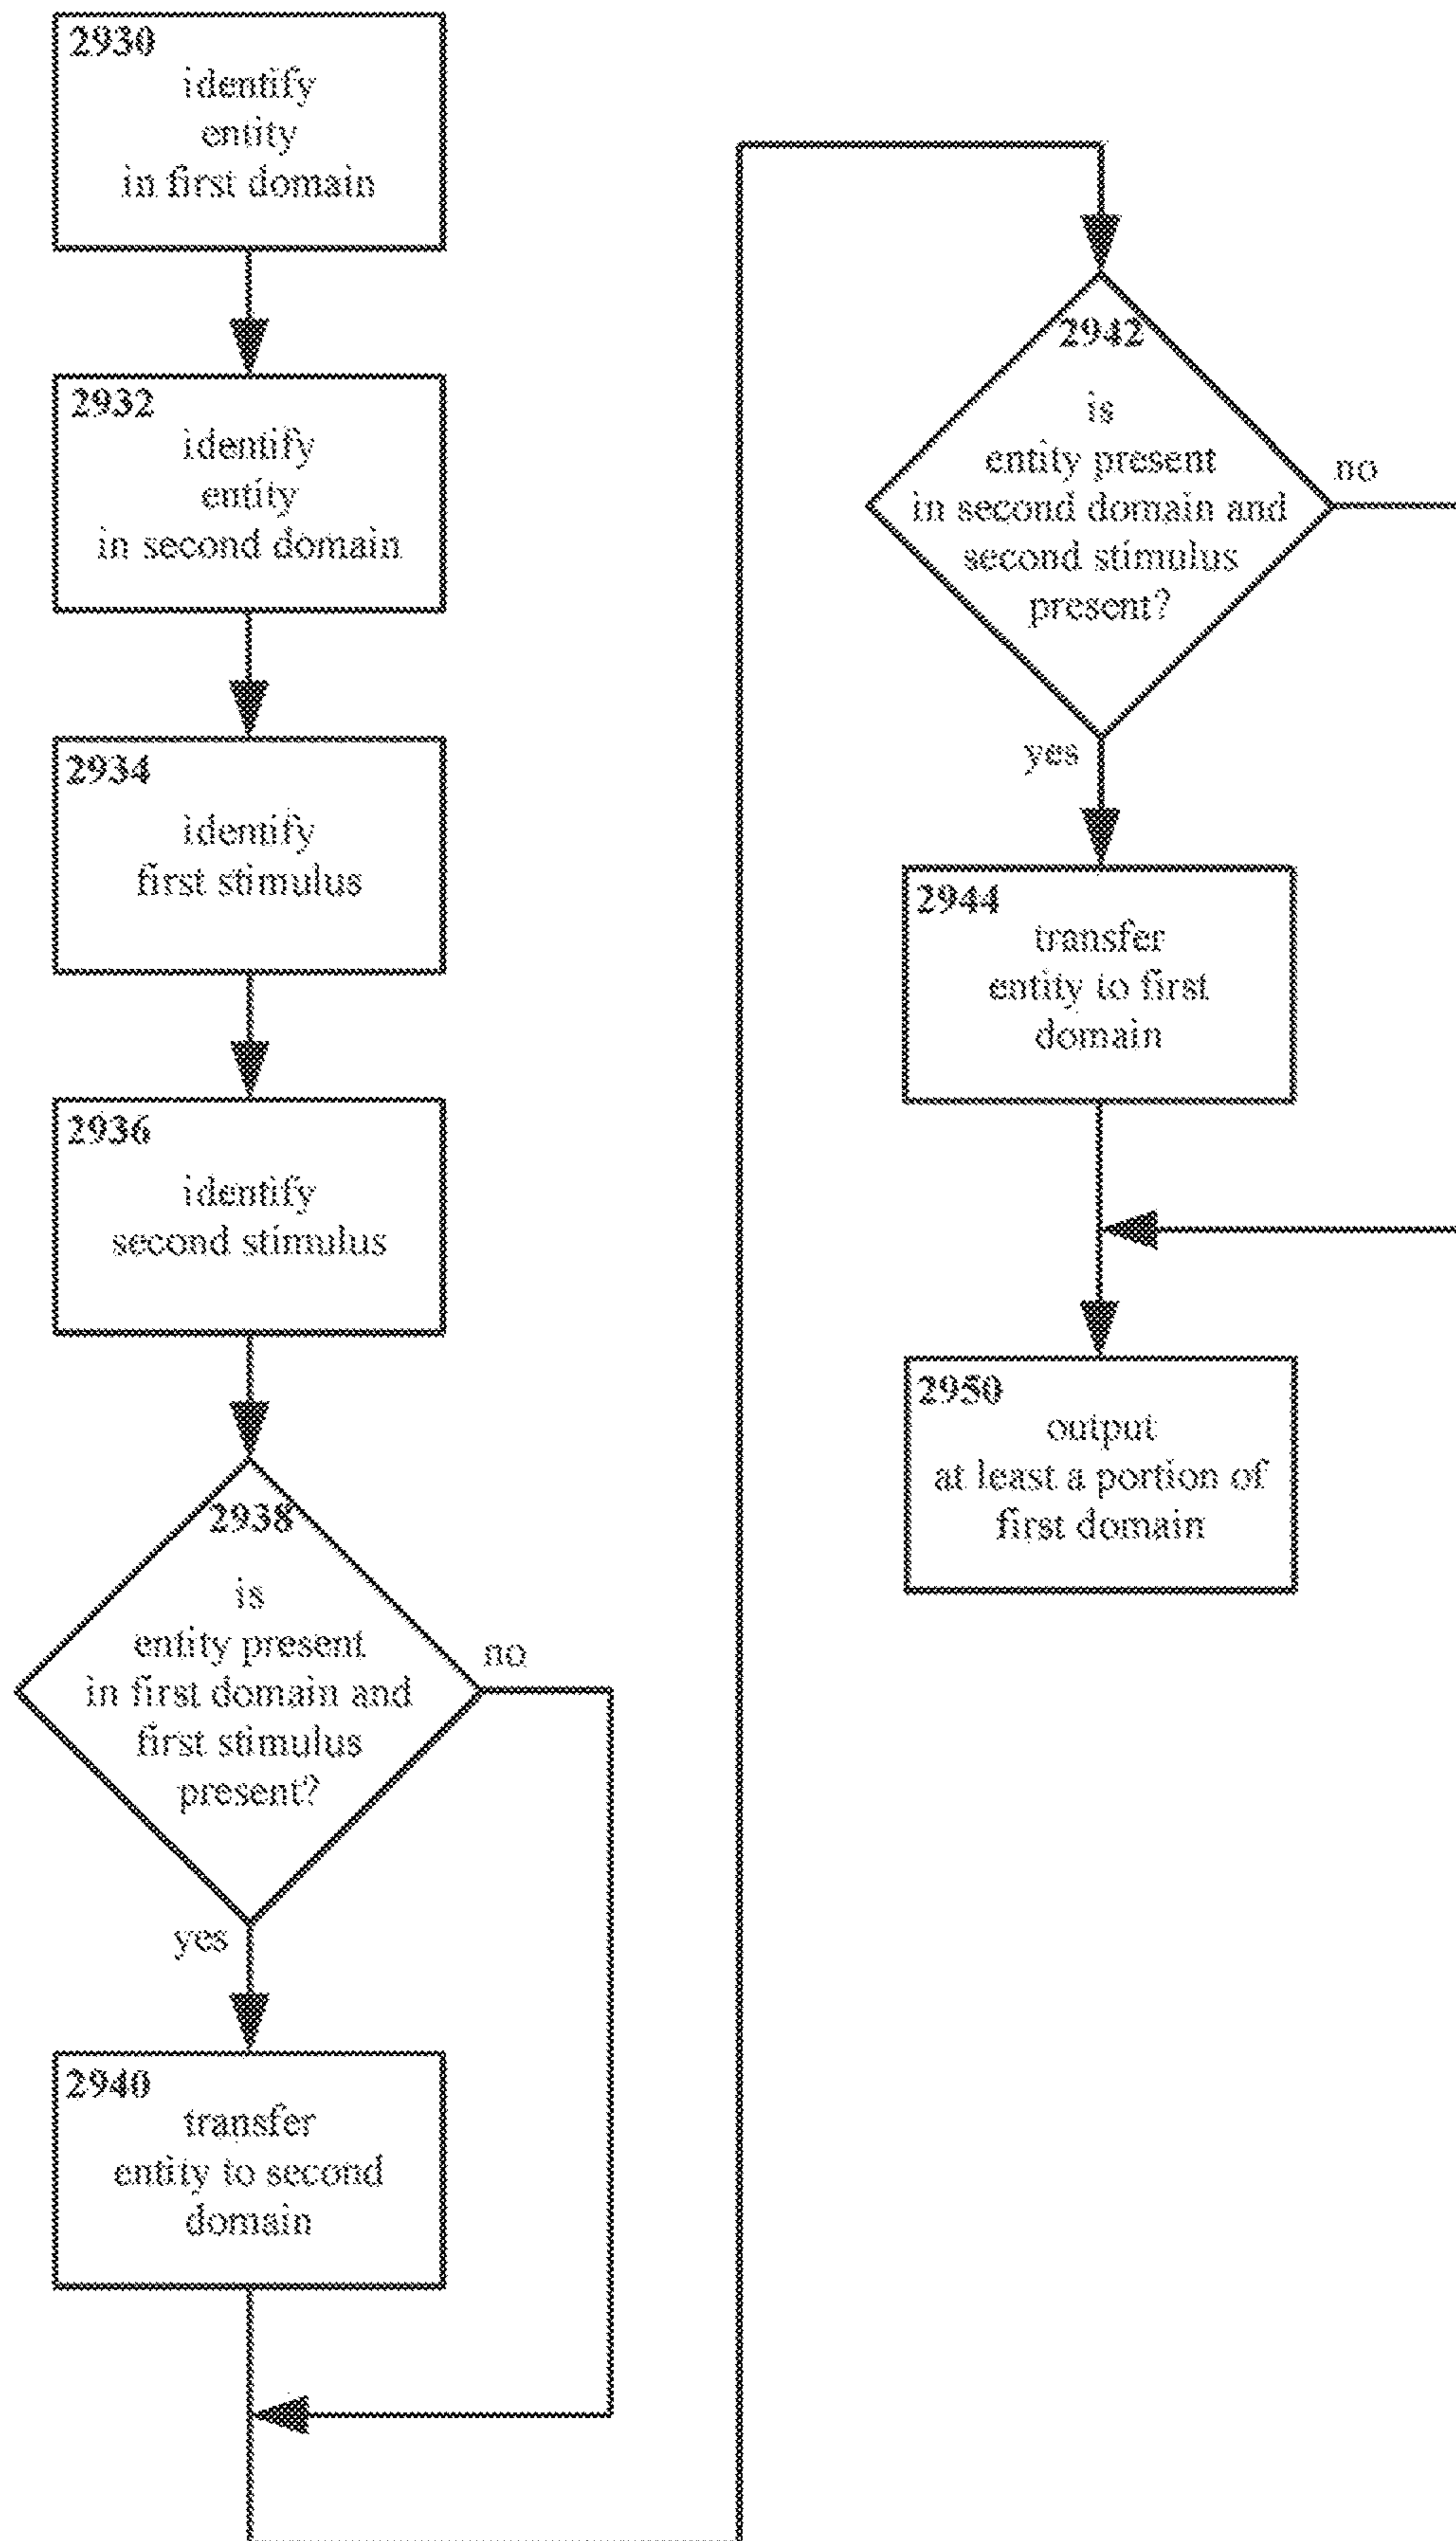 2930
identify
entity
in first domain
2932
identify
entity
in second domain
2934
identify
first stimulus
2936
identify
second stimulus
2938
is
entity present
in first domain and
first stimulus
present?
no
yes
2940
transfer
entity to second
domain
2942
is
entity present
in second domain and
second stimulus
present?
no
yes
2944
transfer
entity to first
domain
2950
output
at least a portion of
first domain